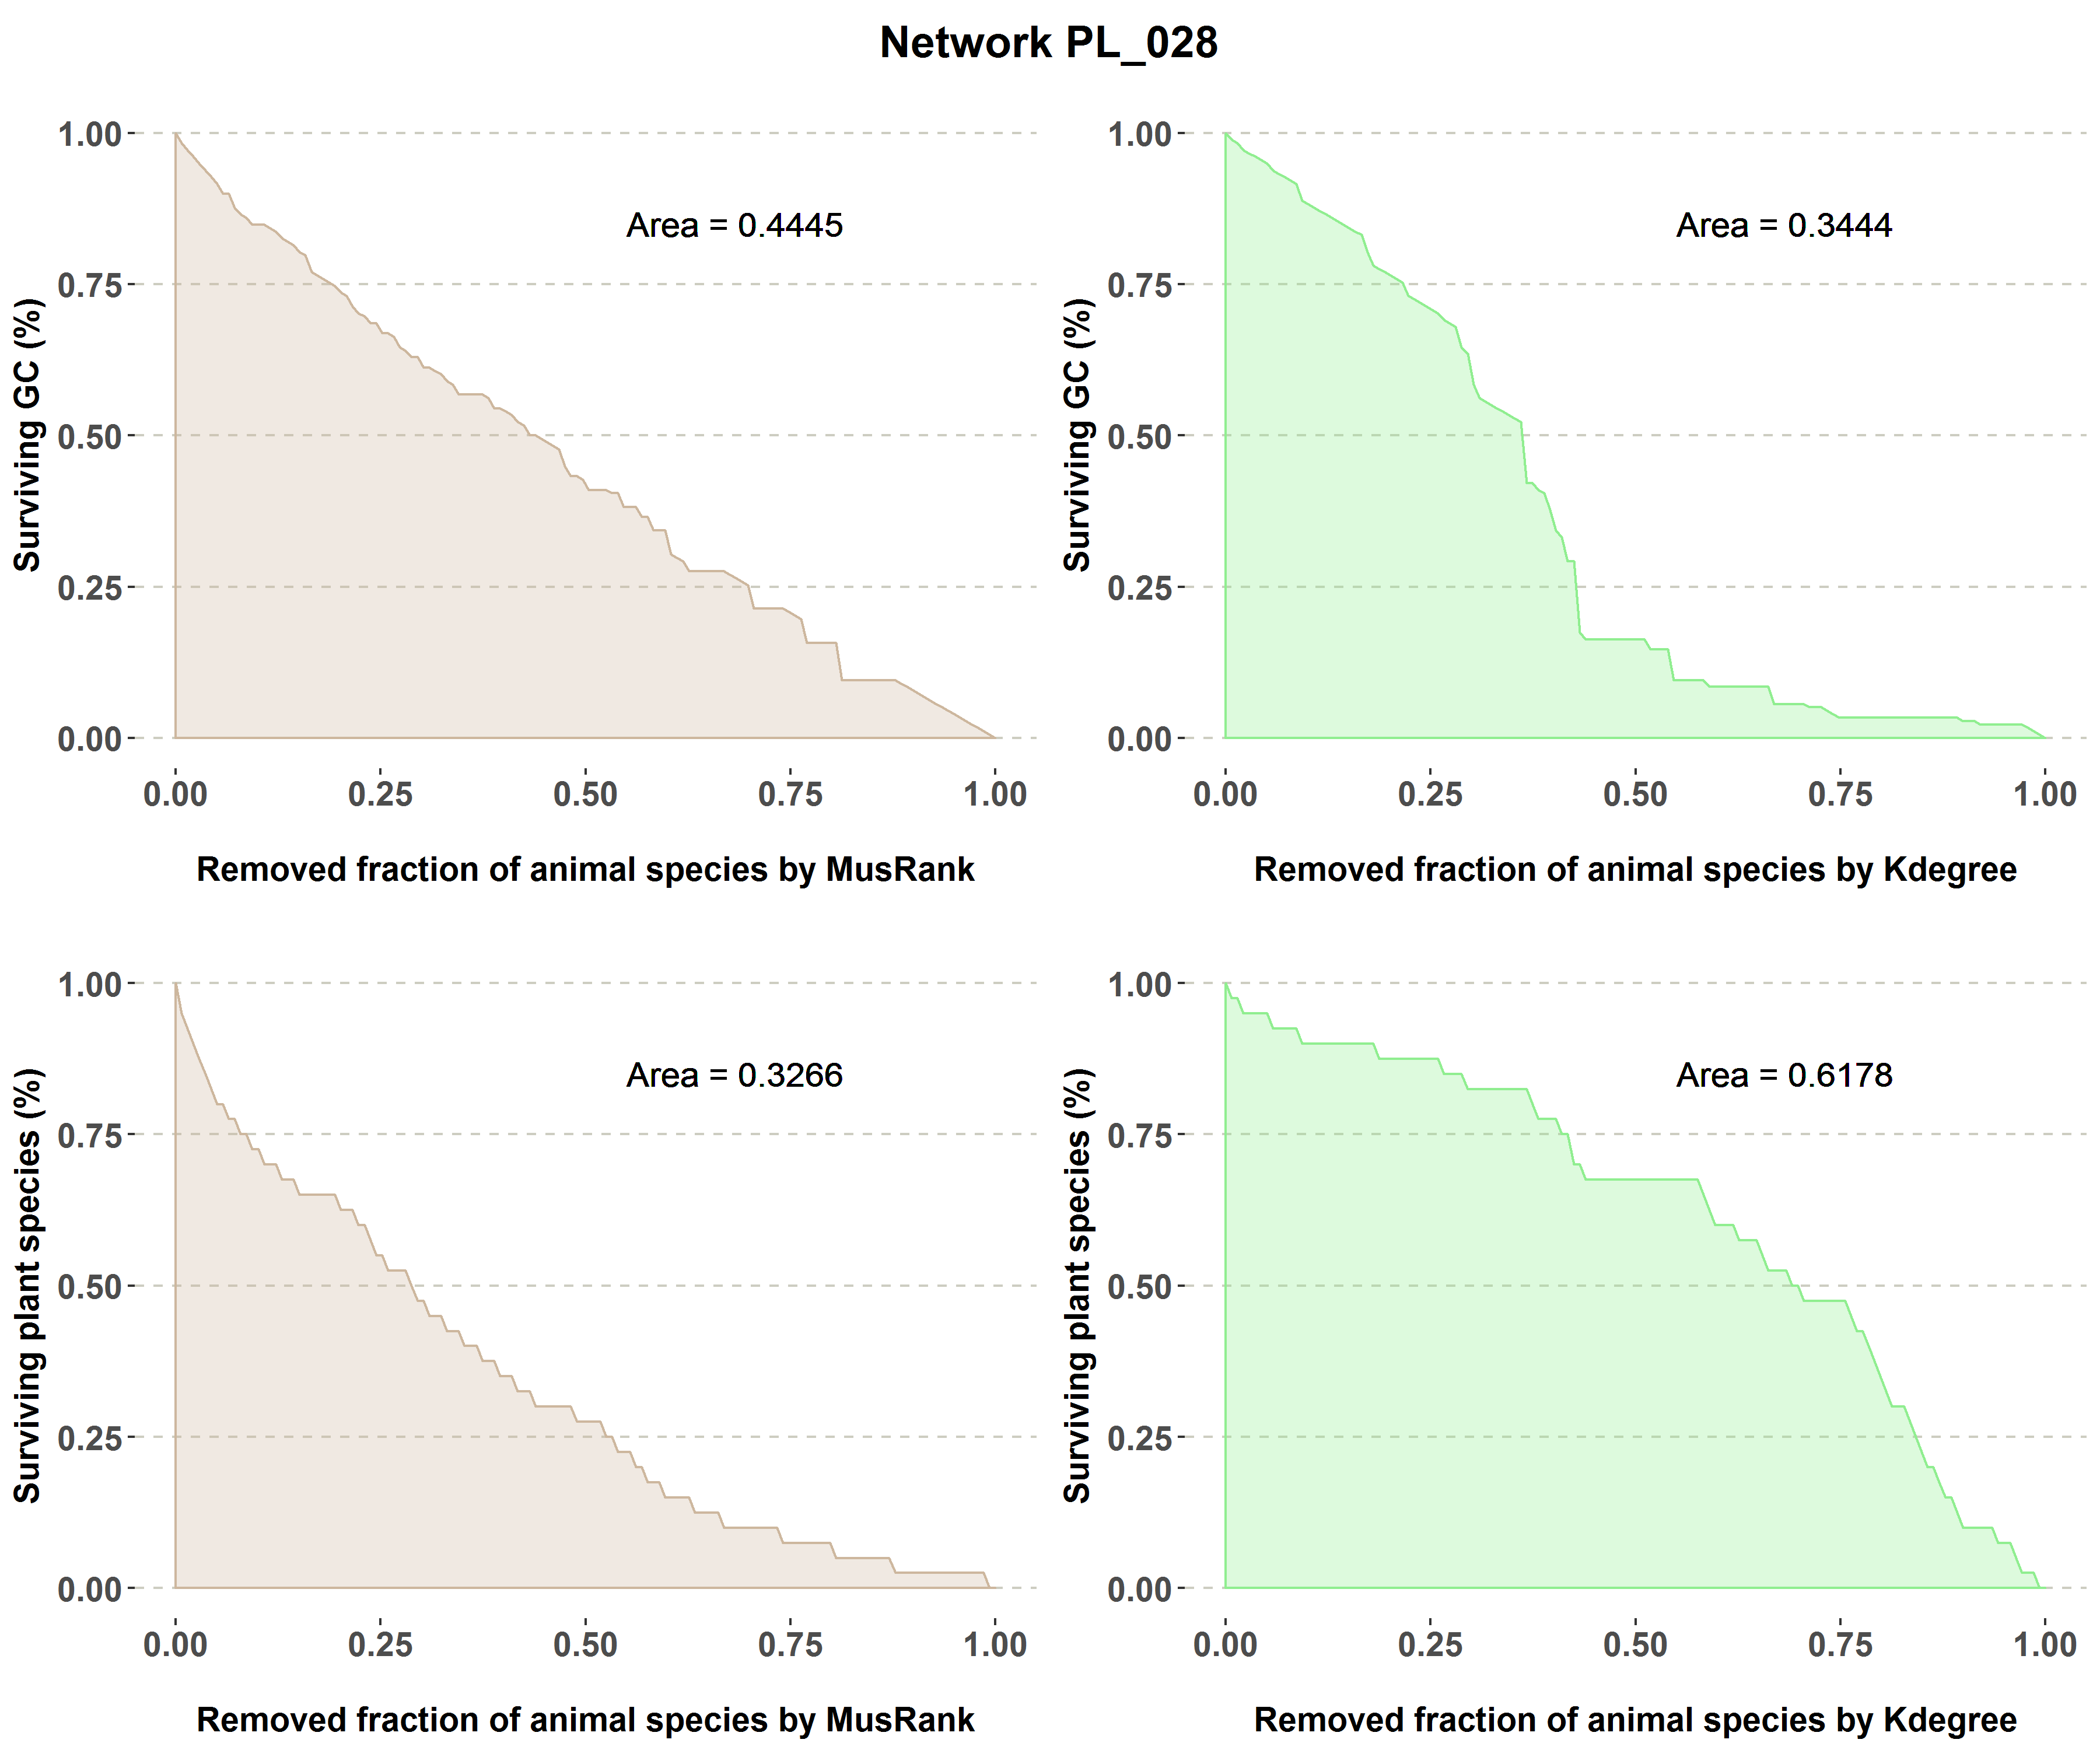 Network PL_028
1.00
0.75
0.50
0.25
0.00
Surviving GC (%)
Area = 0.4445
0.00 0.25 0.50 0.75 1.00
Removed fraction of animal species by MusRank
1.00
0.75
0.50
0.25
0.00
Surviving GC (%)
Area = 0.3444
0.00 0.25 0.50 0.75 1.00
Removed fraction of animal species by Kdegree
1.00
0.75
0.50
0.25
0.00
Surviving plant species (%)
Area = 0.3266
0.00 0.25 0.50 0.75 1.00
Removed fraction of animal species by MusRank
1.00
0.75
0.50
0.25
0.00
Surviving plant species (%)
Area = 0.6178
0.00 0.25 0.50 0.75 1.00
Removed fraction of animal species by Kdegree